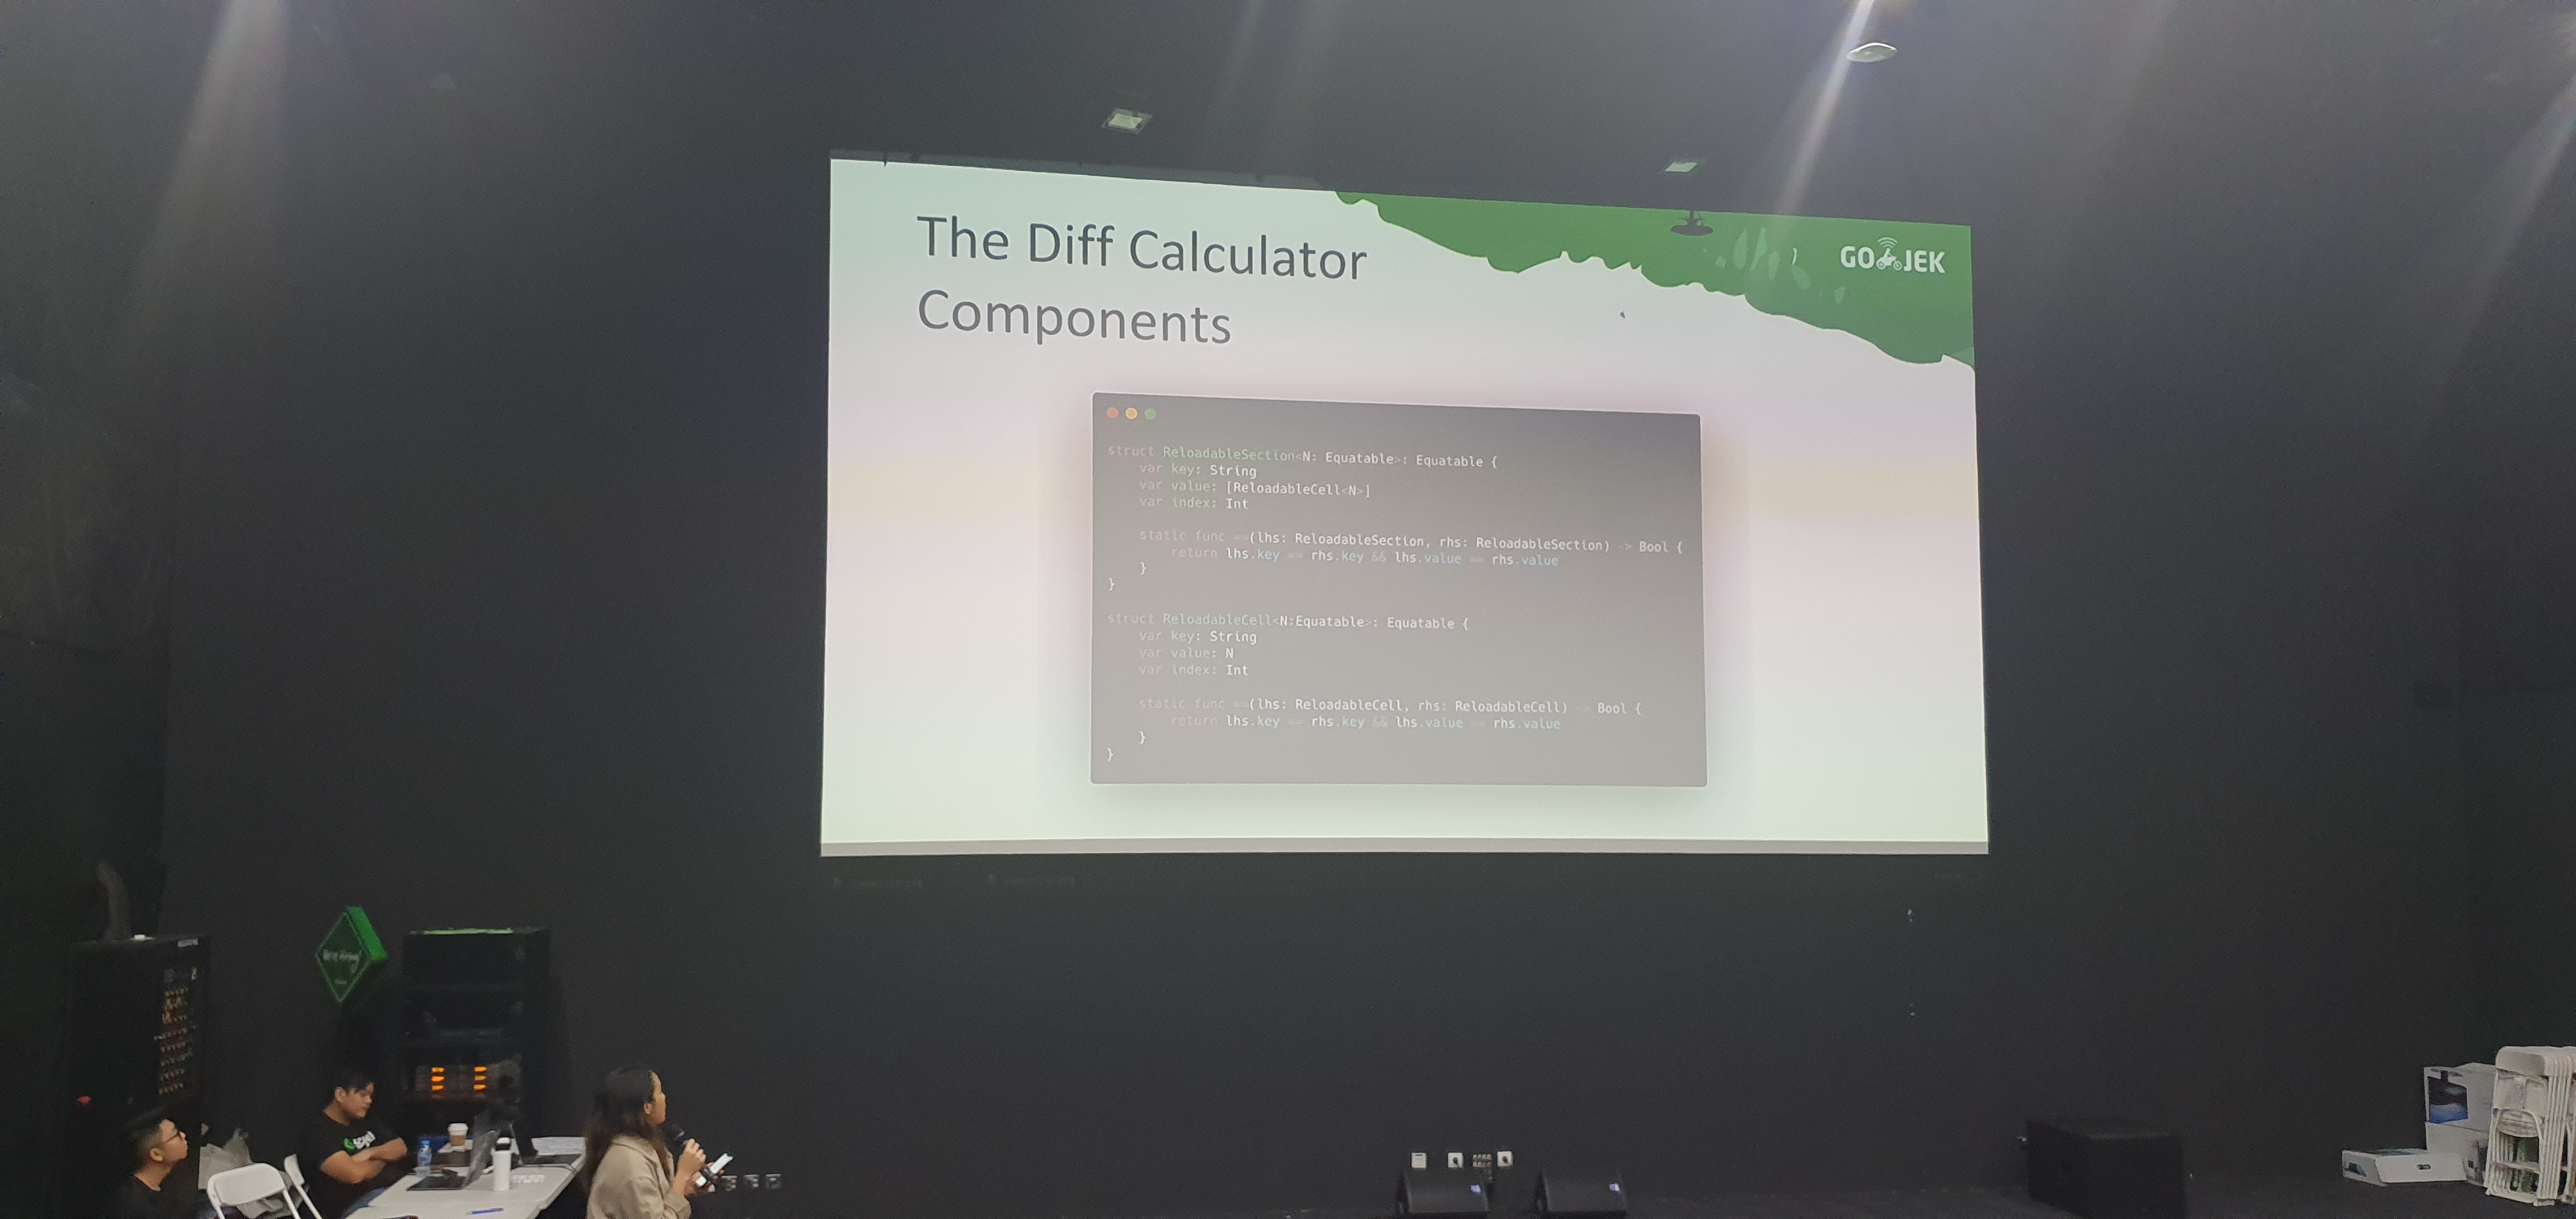 The Diff Calculator
Components
GO JEK
struct ReloadableSection<N: Equatable>: Equatable {
    var key: String
    var value: [ReloadableCell<N>]
    var index: Int
    static func ==(lhs: ReloadableSection, rhs: ReloadableSection) -> Bool {
        return lhs.key == rhs.key && lhs.value == rhs.value
    }
}
struct ReloadableCell<N:Equatable>: Equatable {
    var key: String
    var value: N
    var index: Int
    static func ==(lhs: ReloadableCell, rhs: ReloadableCell) -> Bool {
        return lhs.key == rhs.key && lhs.value == rhs.value
    }
}
gojek